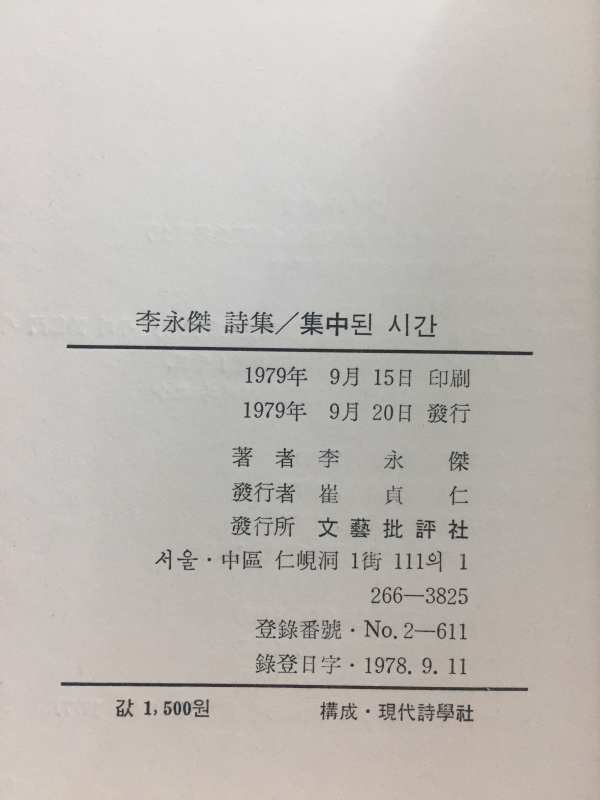 李永傑 詩集／集中된 시간
1979年 9月 15日 印刷
1979年 9月 20日 發行
著者 李永傑
發行者 崔貞仁
發行所 文藝批評社
서울·中區 仁峴洞 1街 111의 1
266—3825
登錄番號·No. 2—611
錄登日字·1978. 9. 11
값 1,500원 構成·現代詩學社